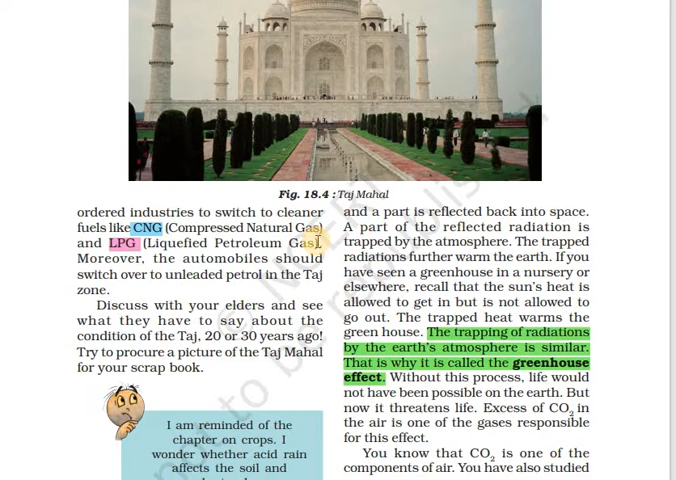 Fig. 18.4 : Taj Mahal
ordered industries to switch to cleaner
fuels like CNG (Compressed Natural Gas)
and LPG (Liquefied Petroleum Gas).
Moreover, the automobiles should
switch over to unleaded petrol in the Taj
zone.
Discuss with your elders and see
what they have to say about the
condition of the Taj, 20 or 30 years ago!
Try to procure a picture of the Taj Mahal
for your scrap book.
I am reminded of the
chapter on crops. I
wonder whether acid rain
affects the soil and
and a part is reflected back into space.
A part of the reflected radiation is
trapped by the atmosphere. The trapped
radiations further warm the earth. If you
have seen a greenhouse in a nursery or
elsewhere, recall that the sun's heat is
allowed to get in but is not allowed to
go out. The trapped heat warms the
green house. The trapping of radiations
by the earth's atmosphere is similar.
That is why it is called the greenhouse
effect. Without this process, life would
not have been possible on the earth. But
now it threatens life. Excess of CO₂ in
the air is one of the gases responsible
for this effect.
You know that CO₂ is one of the
components of air. You have also studied